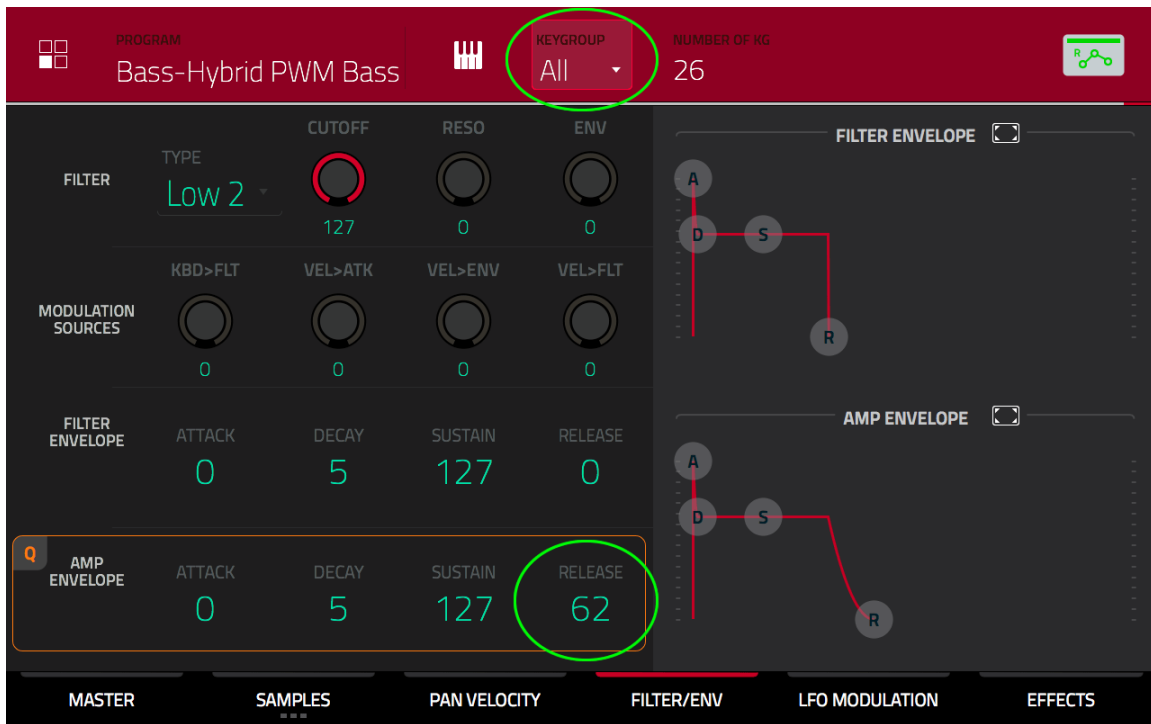 PROGRAM
Bass-Hybrid PWM Bass
KEYGROUP
All
NUMBER OF KG
26
R
FILTER
TYPE
Low 2
CUTOFF
127
RESO
0
ENV
0
MODULATION
SOURCES
KBD>FLT
0
VEL>ATK
0
VEL>ENV
0
VEL>FLT
0
FILTER
ENVELOPE
ATTACK
0
DECAY
5
SUSTAIN
127
RELEASE
0
Q
AMP
ENVELOPE
ATTACK
0
DECAY
5
SUSTAIN
127
RELEASE
62
FILTER ENVELOPE
A
D
S
R
AMP ENVELOPE
A
D
S
R
MASTER
SAMPLES
PAN VELOCITY
FILTER/ENV
LFO MODULATION
EFFECTS